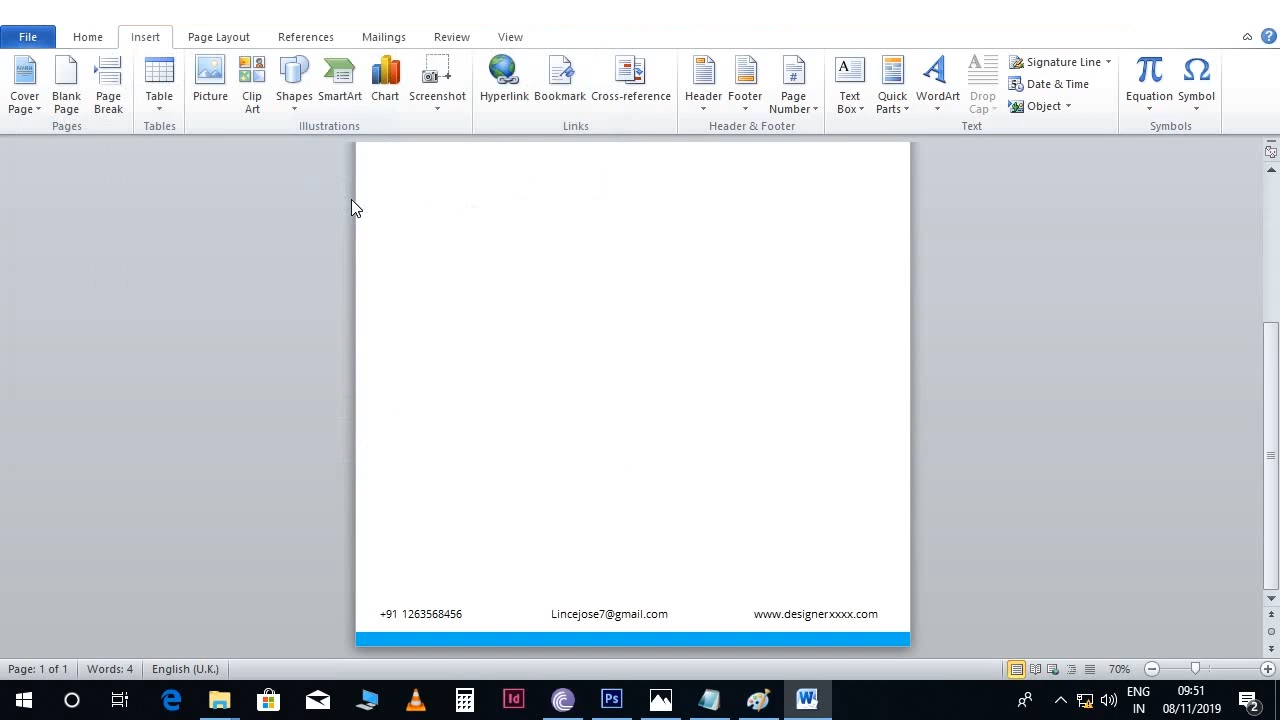 File Home Insert Page Layout References Mailings Review View
Cover Page Blank Page Page Break Table Picture Clip Art Shapes SmartArt Chart Screenshot Hyperlink Bookmark Cross-reference Header Footer Page Number Text Box Quick Parts WordArt Drop Cap Signature Line Date & Time Object Equation Symbol
Pages Tables Illustrations Links Header & Footer Text Symbols
+91 1263568456 Lincejose7@gmail.com www.designerxxxx.com
Page: 1 of 1 Words: 4 English (U.K.) 70%
ENG 09:51
IN 08/11/2019 2